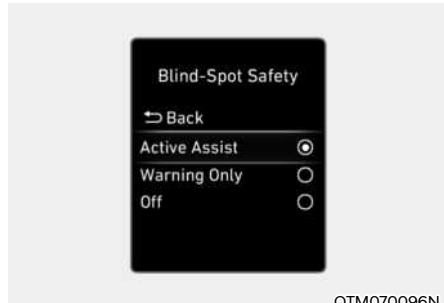 Blind-Spot Safety
⮌ Back
Active Assist
Warning Only
Off
OTM070096N